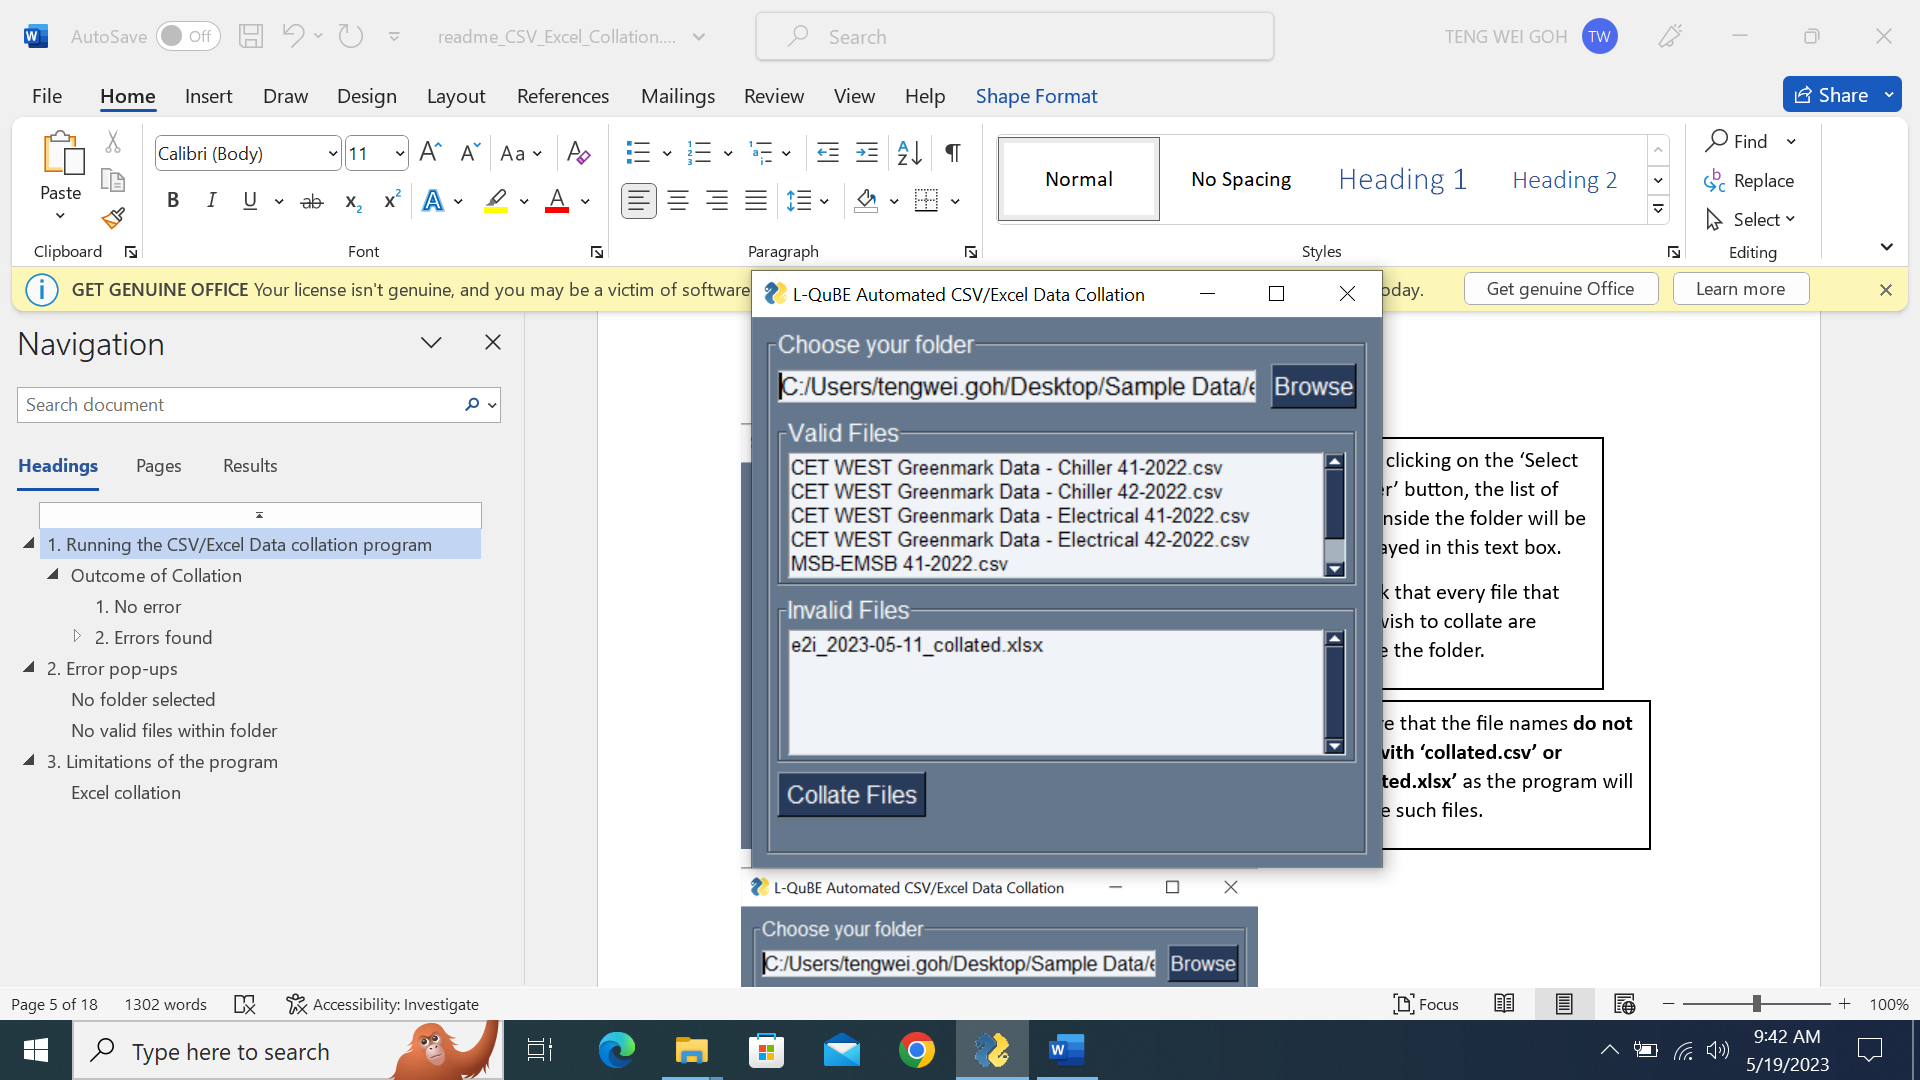 AutoSave Off
readme_CSV_Excel_Collation....
Search
TENG WEI GOH TW
File Home Insert Draw Design Layout References Mailings Review View Help Shape Format
Share
Paste
Calibri (Body) 11
Aa
Normal
No Spacing
Heading 1
Heading 2
Find
Replace
Select
Clipboard Font Paragraph Styles Editing
GET GENUINE OFFICE Your license isn't genuine, and you may be a victim of software
oday.
Get genuine Office
Learn more
Navigation
Search document
Headings Pages Results
1. Running the CSV/Excel Data collation program
Outcome of Collation
1. No error
2. Errors found
2. Error pop-ups
No folder selected
No valid files within folder
3. Limitations of the program
Excel collation
L-QuBE Automated CSV/Excel Data Collation
Choose your folder
C:/Users/tengwei.goh/Desktop/Sample Data/e
Browse
Valid Files
CET WEST Greenmark Data - Chiller 41-2022.csv
CET WEST Greenmark Data - Chiller 42-2022.csv
CET WEST Greenmark Data - Electrical 41-2022.csv
CET WEST Greenmark Data - Electrical 42-2022.csv
MSB-EMSB 41-2022.csv
Invalid Files
e2i_2023-05-11_collated.xlsx
Collate Files
clicking on the ‘Select
er’ button, the list of
nside the folder will be
ayed in this text box.
k that every file that
wish to collate are
e the folder.
re that the file names do not
with ‘collated.csv’ or
ted.xlsx’ as the program will
e such files.
L-QuBE Automated CSV/Excel Data Collation
Choose your folder
C:/Users/tengwei.goh/Desktop/Sample Data/e
Browse
Page 5 of 18 1302 words Accessibility: Investigate
Focus
100%
Type here to search
9:42 AM
5/19/2023